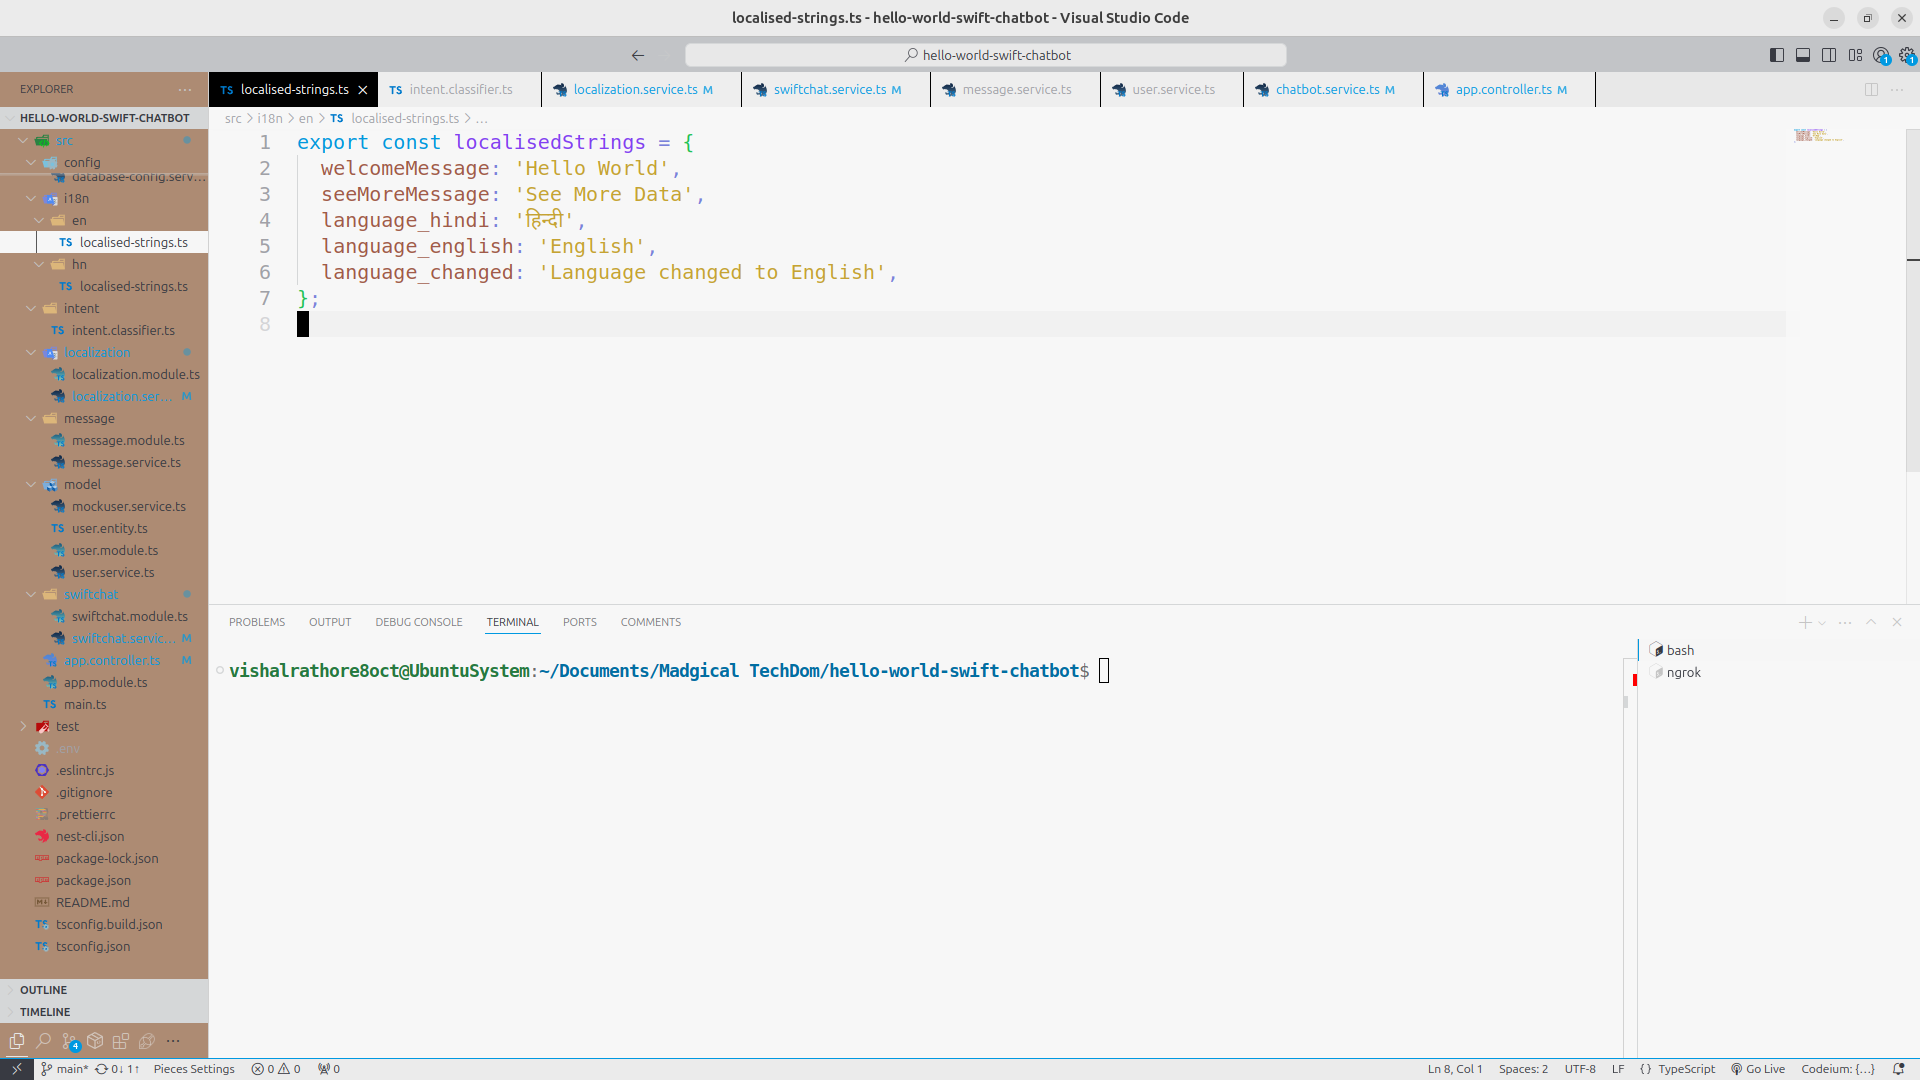 localised-strings.ts - hello-world-swift-chatbot - Visual Studio Code
hello-world-swift-chatbot
1
1
EXPLORER
localised-strings.ts
TS intent.classifier.ts
localization.service.ts M
swiftchat.service.ts M
message.service.ts
user.service.ts
chatbot.service.ts M
app.controller.ts M
HELLO-WORLD-SWIFT-CHATBOT
src
config
database-config.serv...
i18n
en
TS localised-strings.ts
hn
TS localised-strings.ts
intent
TS intent.classifier.ts
localization
localization.module.ts
localization.ser... M
message
message.module.ts
message.service.ts
model
mockuser.service.ts
TS user.entity.ts
user.module.ts
user.service.ts
swiftchat
swiftchat.module.ts
swiftchat.servic... M
app.controller.ts M
app.module.ts
TS main.ts
test
.env
.eslintrc.js
.gitignore
.prettierrc
nest-cli.json
package-lock.json
package.json
README.md
tsconfig.build.json
tsconfig.json
OUTLINE
TIMELINE
4
src > i18n > en > TS localised-strings.ts > ...
1 export const localisedStrings = {
2 welcomeMessage: 'Hello World',
3 seeMoreMessage: 'See More Data',
4 language_hindi: 'हिन्दी',
5 language_english: 'English',
6 language_changed: 'Language changed to English',
7 };
8
PROBLEMS OUTPUT DEBUG CONSOLE TERMINAL PORTS COMMENTS
vishalrathore8oct@UbuntuSystem:~/Documents/Madgical TechDom/hello-world-swift-chatbot$
bash
ngrok
main* 0↓ 1↑ Pieces Settings 0 0 0
Ln 8, Col 1 Spaces: 2 UTF-8 LF {} TypeScript Go Live Codeium: {...}